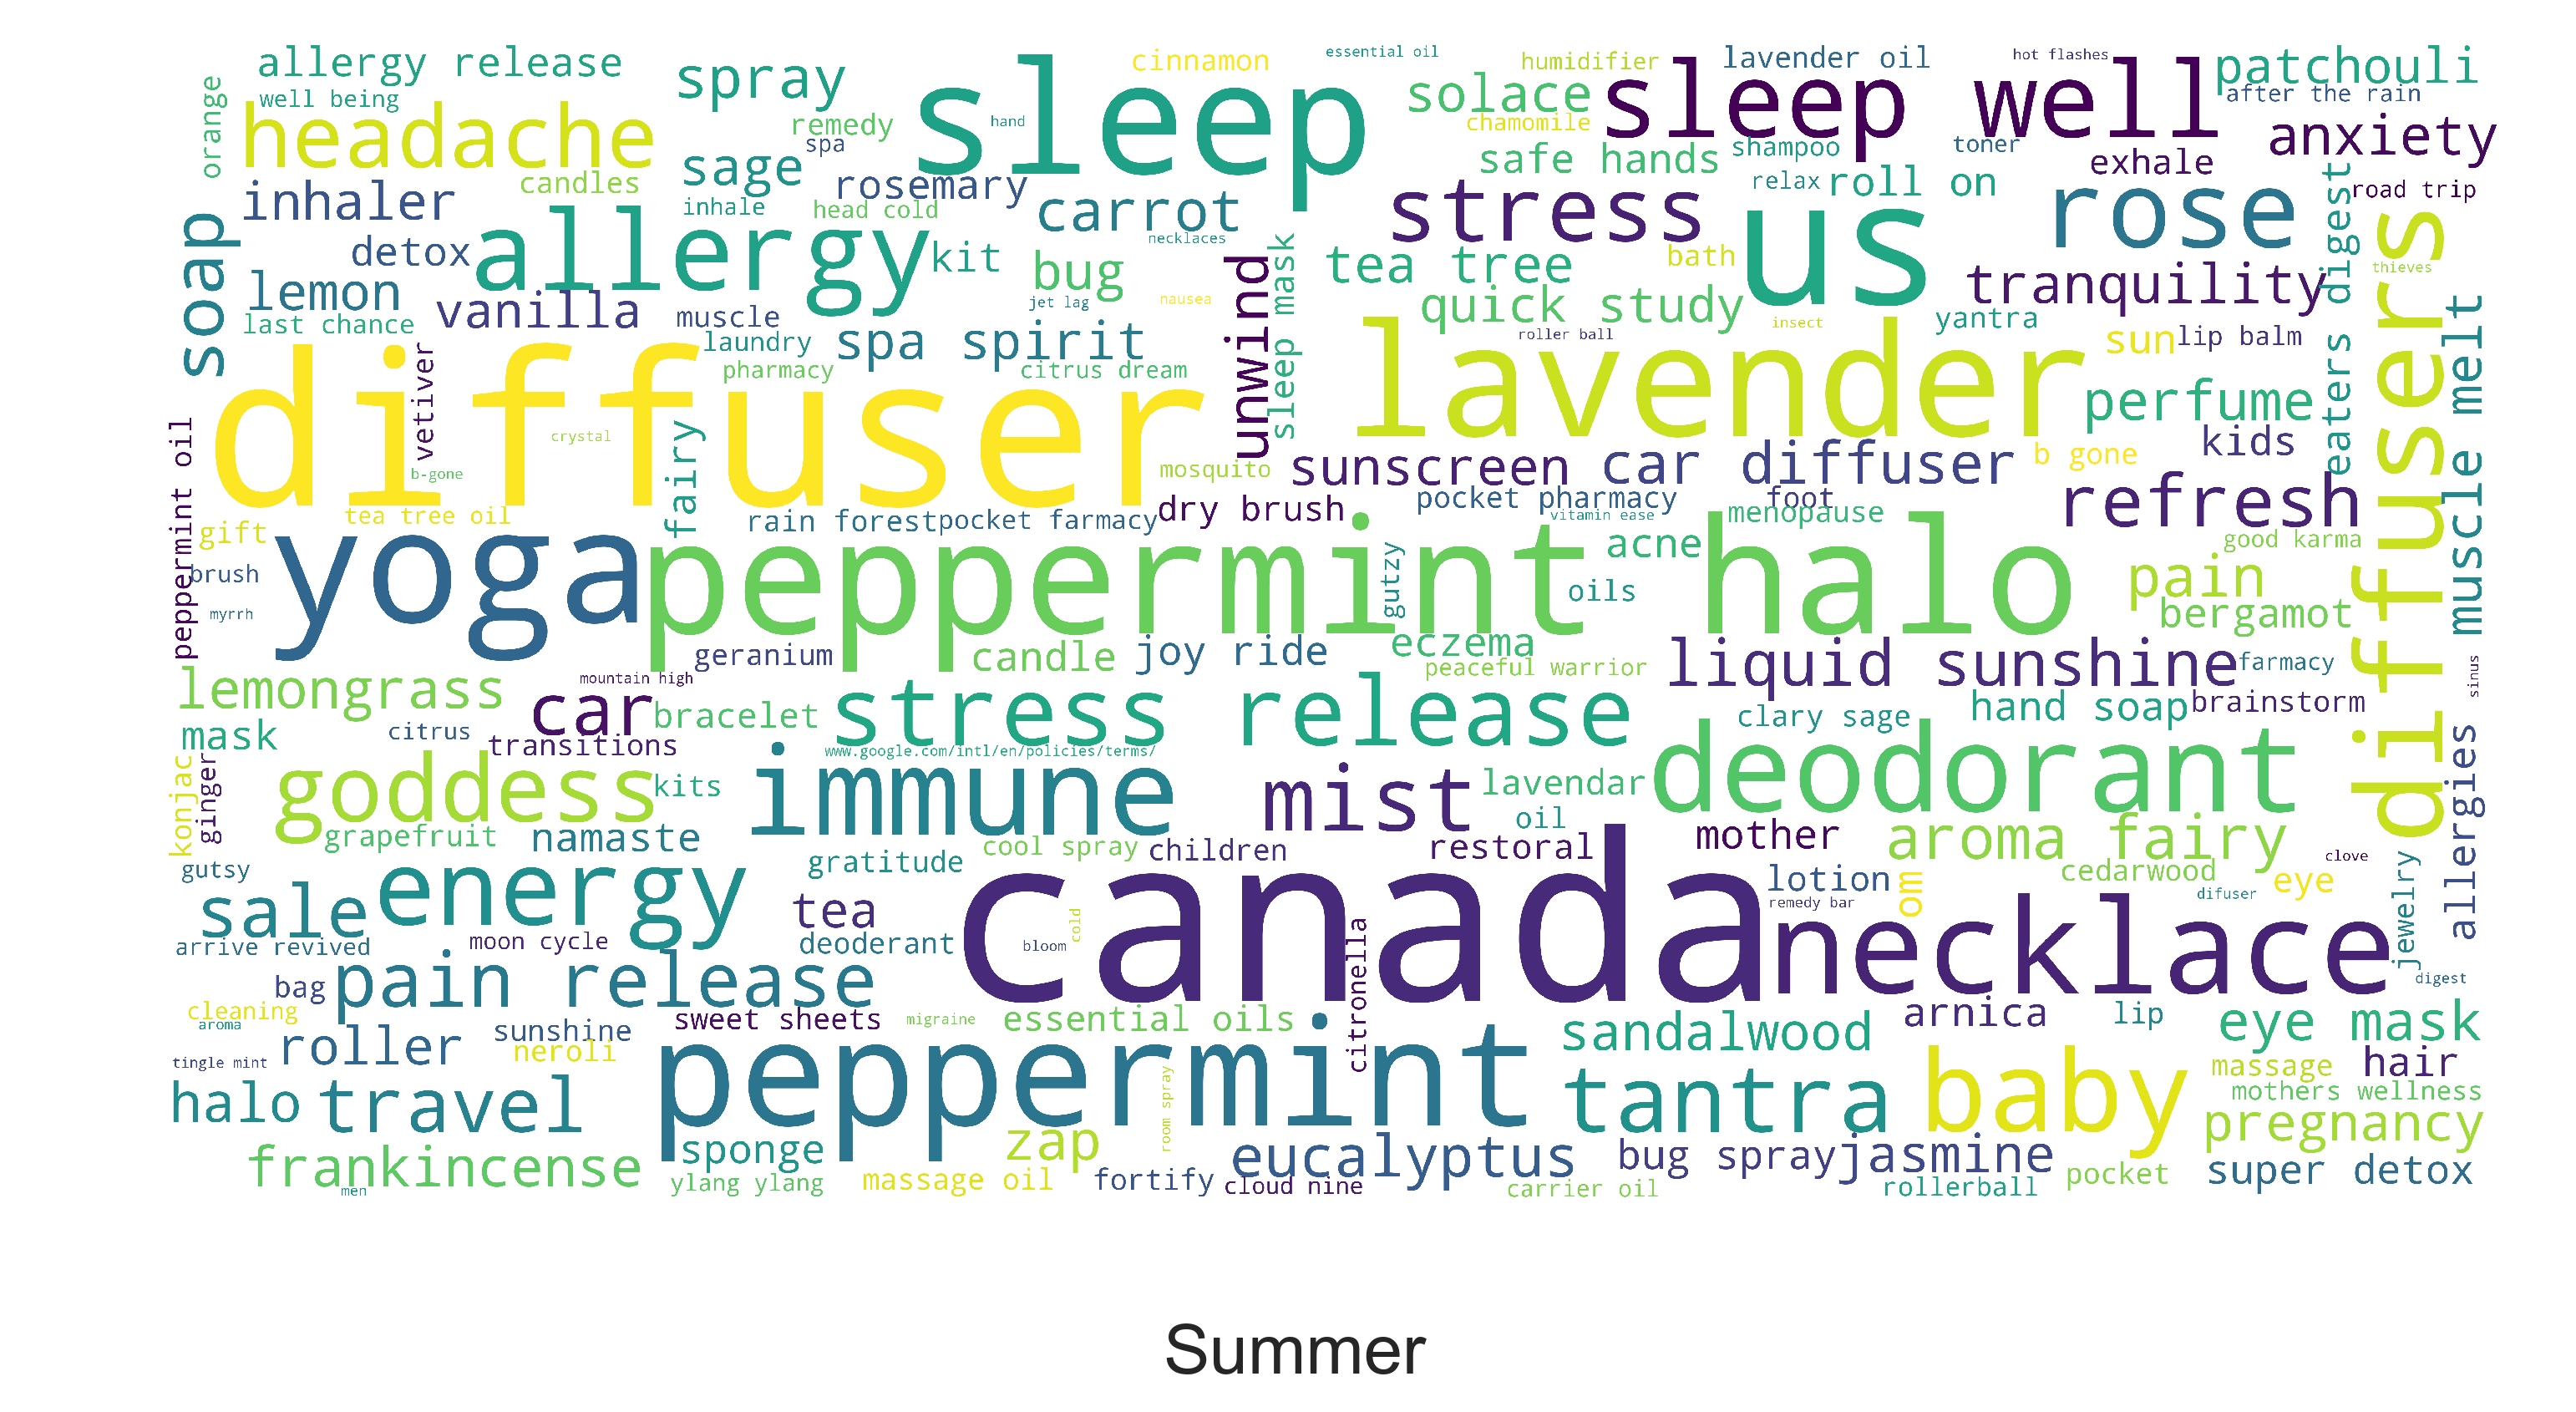 allergy release
spray
sleep
cinnamon
essential oil
humidifier
lavender oil
hot flashes
patchouli
orange
well being
headache
remedy
hand
solace
chamomile
sleep well
after the rain
spa
sage
safe hands
shampoo
toner
anxiety
exhale
inhaler
candles
rosemary
relax
roll on
road trip
soap
inhale
head cold
carrot
stress
us
rose
eaters digest
detox
allergy
kit
necklaces
bug
unwind
sleep mask
tea tree
bath
tranquility
thieves
diffusers
lemon
vanilla
muscle
jet lag
nausea
quick study
insect
yantra
last chance
laundry
spa spirit
roller ball
sun
lip balm
muscle melt
diffuser
vetiver
pharmacy
citrus dream
lavender
perfume
peppermint oil
crystal
fairy
b-gone
mosquito
sunscreen
car diffuser
b gone
kids
gift
tea tree oil
rain forest
pocket farmacy
dry brush
pocket pharmacy
foot
refresh
vitamin ease
menopause
yoga
peppermint halo
acne
good karma
brush
gutzy
oils
pain
myrrh
bergamot
geranium
candle
joy ride
eczema
peaceful warrior
liquid sunshine
farmacy
sinus
lemongrass
mountain high
car
bracelet
stress release
clary sage
hand soap
brainstorm
mask
citrus
transitions
www.google.com/intl/en/policies/terms/
deodorant
allergies
konjac
ginger
goddess
kits
immune
mist
lavendar
oil
grapefruit
namaste
gratitude
cool spray
children
restoral
mother
aroma fairy
clove
gutsy
energy
canada
lotion
om
cedarwood
eye
jewelry
sale
tea
remedy bar
difuser
arrive revived
moon cycle
deoderant
bloom
cold
citronella
necklace
digest
bag
pain release
cleaning
aroma
sweet sheets
migraine
essential oils
sandalwood
arnica
lip
eye mask
roller
sunshine
neroli
peppermint
tingle mint
room spray
baby
massage
hair
halo
travel
tantra
mothers wellness
pregnancy
frankincense
sponge
zap
eucalyptus
bug spray
jasmine
men
ylang ylang
massage oil
fortify
cloud nine
carrier oil
rollerball
pocket
super detox
Summer